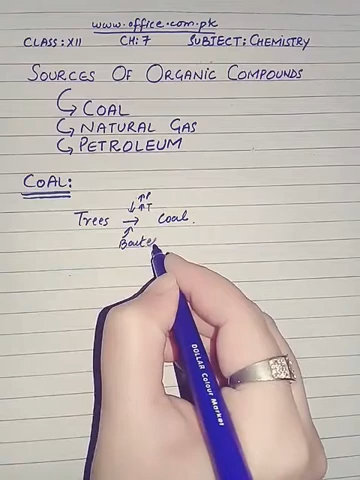 www.office.com.pk
CLASS: XII CH: 7 SUBJECT: CHEMISTRY
SOURCES OF ORGANIC COMPOUNDS
COAL
NATURAL GAS
PETROLEUM
COAL:
↓ ↑P
↑T
Trees → Coal.
↑
Bacte
DOLLAR Colour Marker